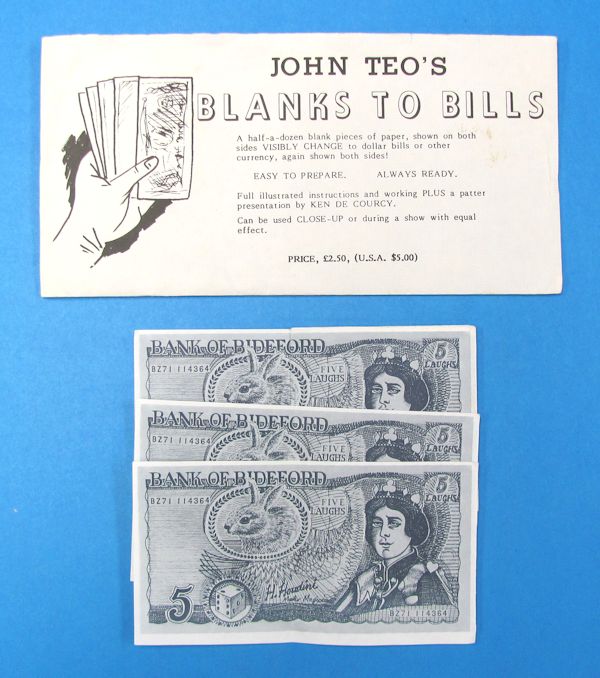 JOHN TEO'S
BLANKS TO BILLS
A half-a-dozen blank pieces of paper, shown on both
sides VISIBLY CHANGE to dollar bills or other
currency, again shown both sides!
EASY TO PREPARE. ALWAYS READY.
Full illustrated instructions and working PLUS a patter
presentation by KEN DE COURCY.
Can be used CLOSE-UP or during a show with equal
effect.
PRICE, £2.50, (U.S.A. $5.00)
BANK OF BIDEFORD
5
BZ71 114364
FIVE
LAUGHS
LAUGHS
BANK OF BIDEFORD
5
BZ71 114364
FIVE
LAUGHS
LAUGHS
BANK OF BIDEFORD
5
BZ71 114364
FIVE
LAUGHS
LAUGHS
H. Houdini
5
BZ71 114364